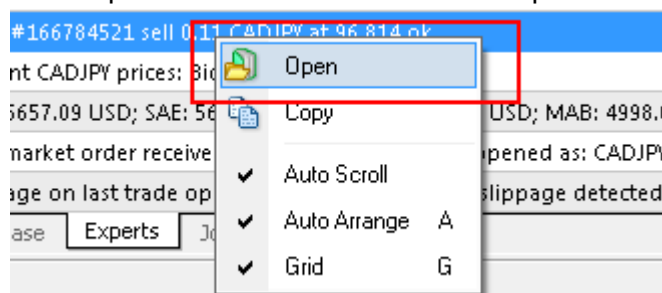 #166784521 sell 0.11 CADJPY at 96.814 ok
Open
nt CADJPY prices: Bid
Copy
5657.09 USD; SAE: 56 USD; MAB: 4998.
market order receive pened as: CADJPY
Auto Scroll
age on last trade op slippage detected
Auto Arrange A
ase Experts
Grid G